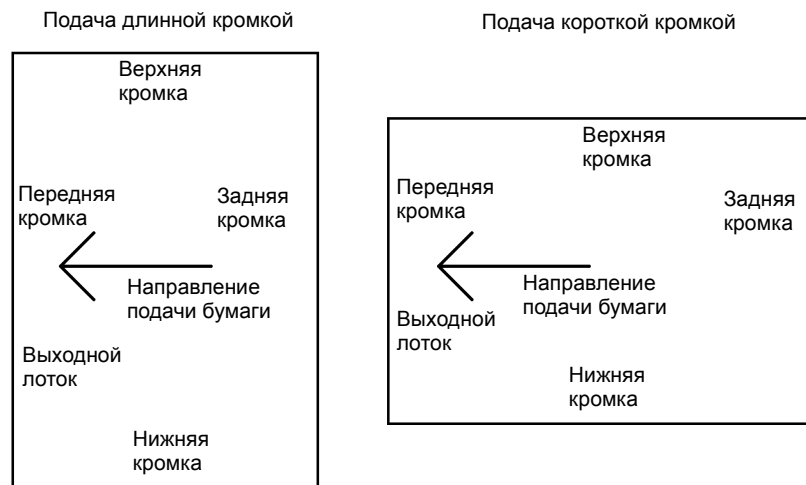 Подача длинной кромкой
Верхняя
кромка
Передняя
кромка
Задняя
кромка
Направление
подачи бумаги
Выходной
лоток
Нижняя
кромка
Подача короткой кромкой
Верхняя
кромка
Передняя
кромка
Задняя
кромка
Направление
подачи бумаги
Выходной
лоток
Нижняя
кромка